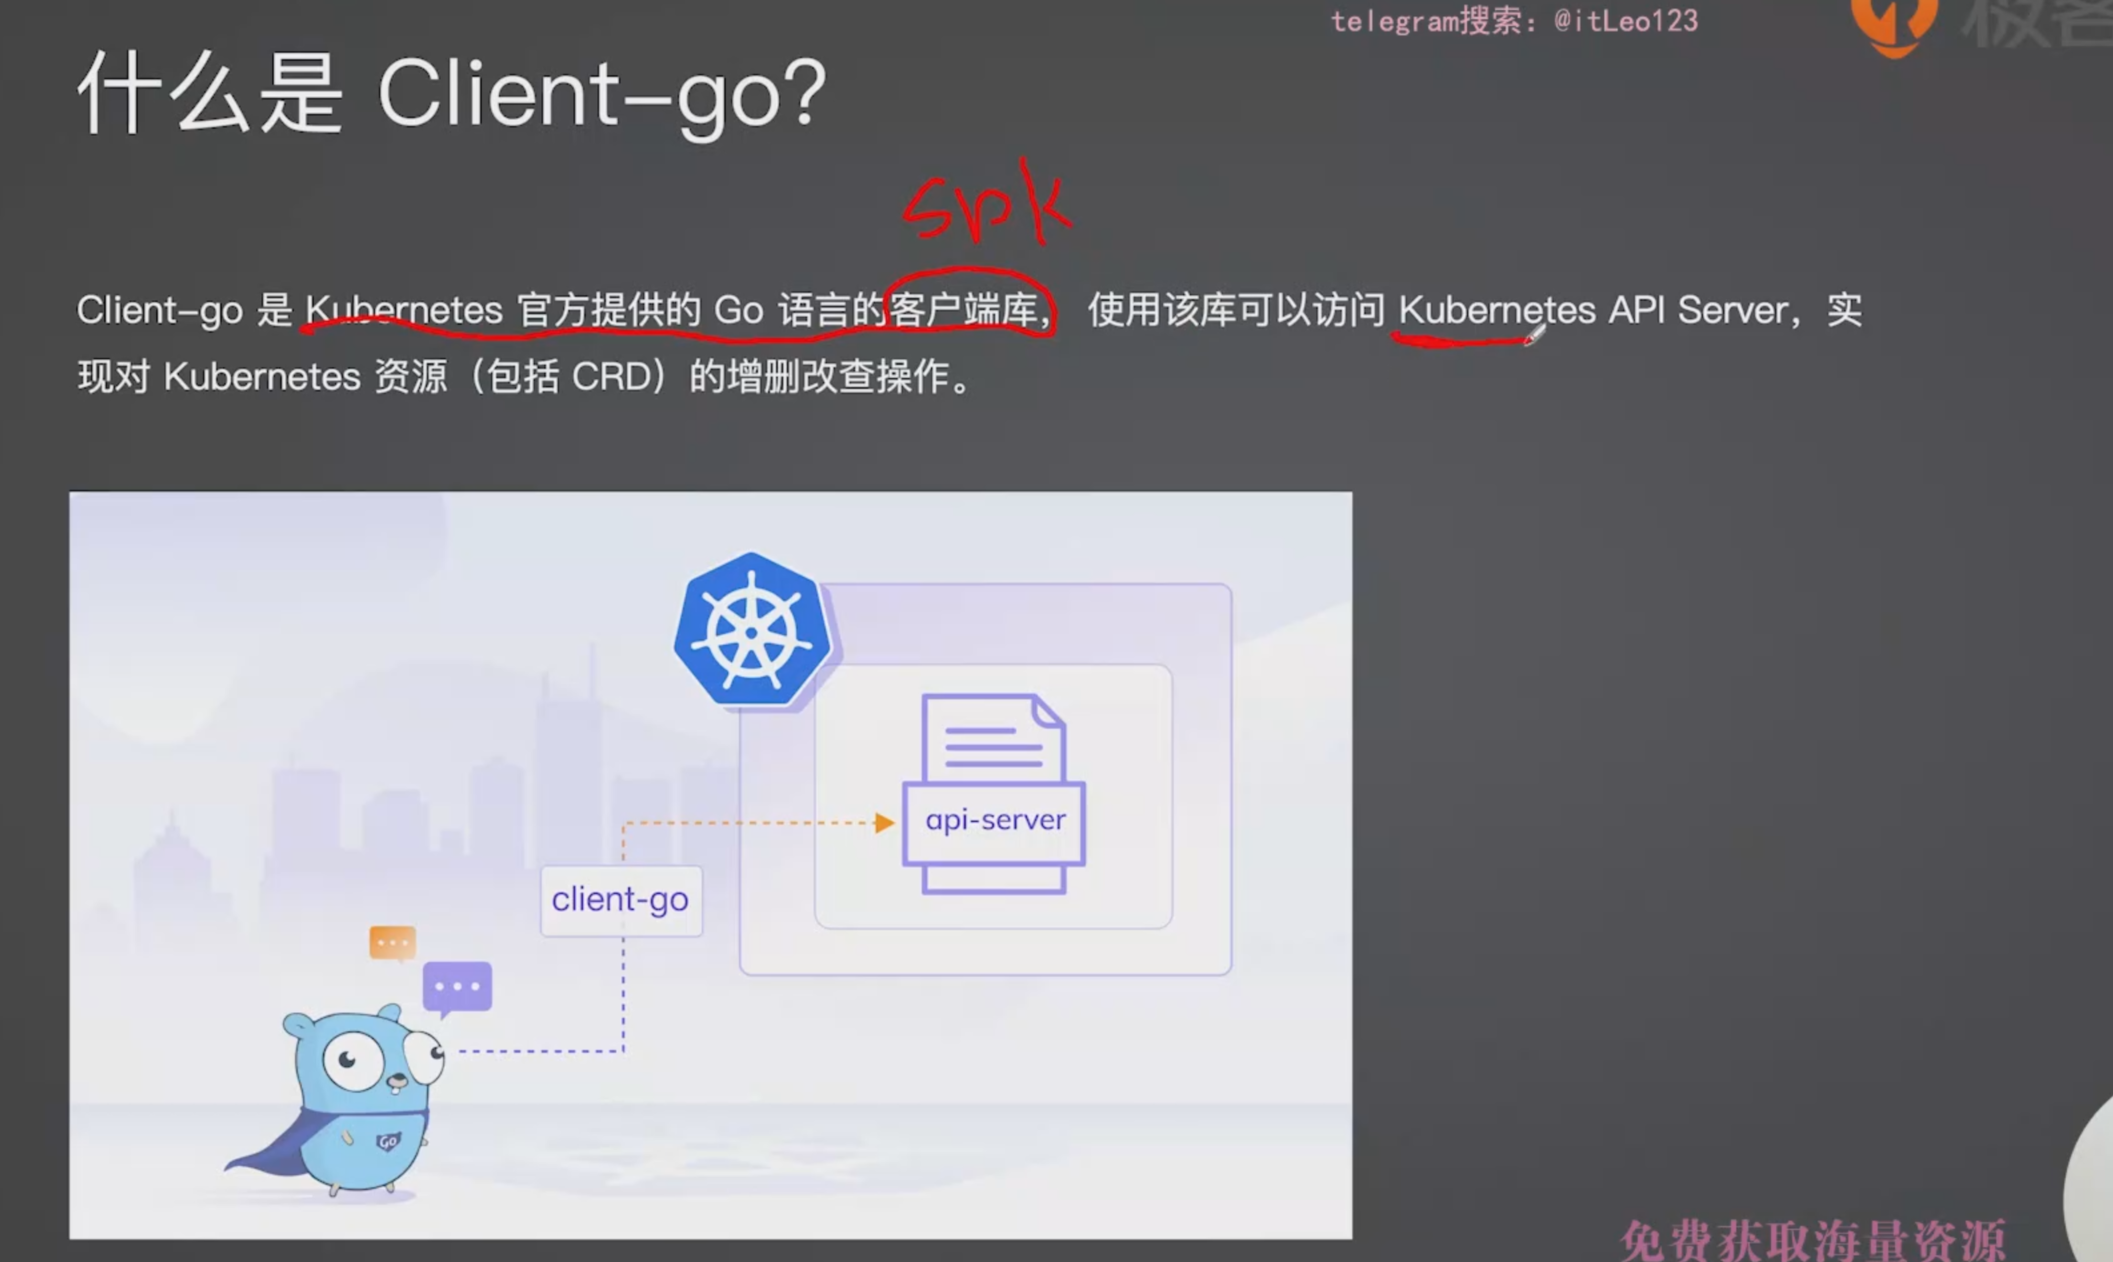 telegram搜索：@itLeo123
极客
什么是 Client-go？
SDK
Client-go 是 Kubernetes 官方提供的 Go 语言的客户端库， 使用该库可以访问 Kubernetes API Server，实
现对 Kubernetes 资源（包括 CRD）的增删改查操作。
api-server
client-go
Go
免费获取海量资源